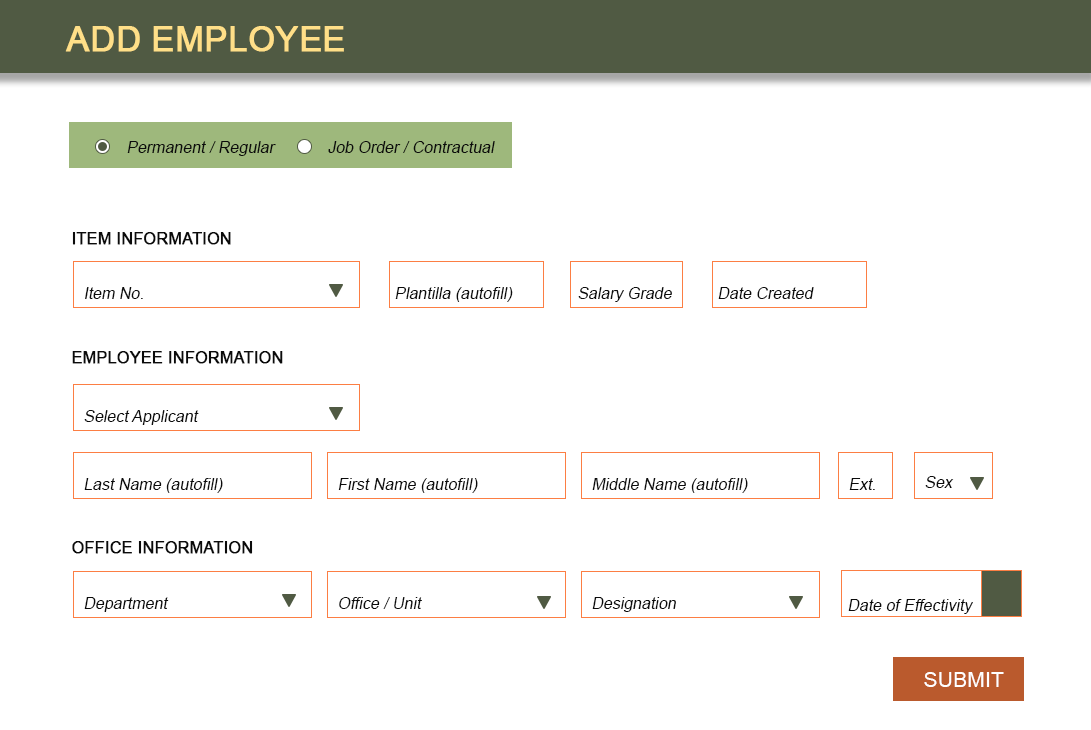 ADD EMPLOYEE
Permanent / Regular Job Order / Contractual
ITEM INFORMATION
Item No. Plantilla (autofill) Salary Grade Date Created
EMPLOYEE INFORMATION
Select Applicant
Last Name (autofill) First Name (autofill) Middle Name (autofill) Ext. Sex
OFFICE INFORMATION
Department Office / Unit Designation Date of Effectivity
SUBMIT